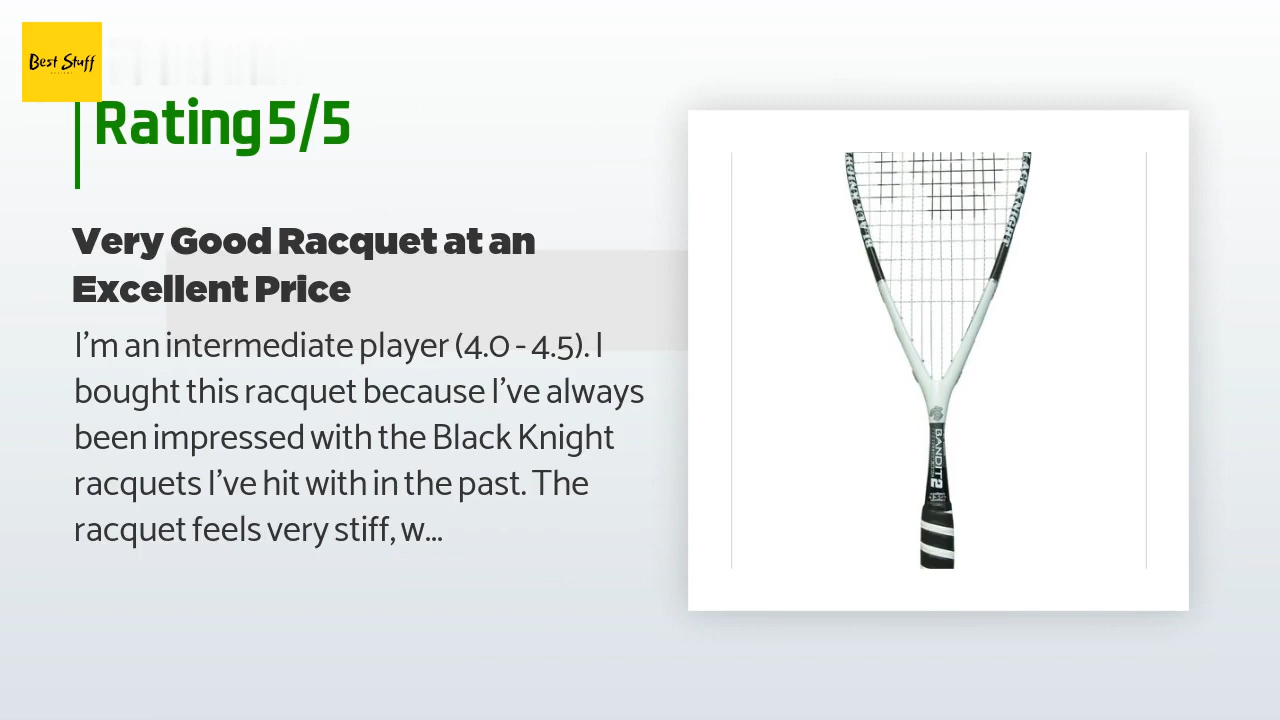 Best Stuff
Rating 5/5
Very Good Racquet at an
Excellent Price
I'm an intermediate player (4.0 - 4.5). I
bought this racquet because I've always
been impressed with the Black Knight
racquets I've hit with in the past. The
racquet feels very stiff, w...
BLACK KNIGHT
BLACK KNIGHT
BANDIT2